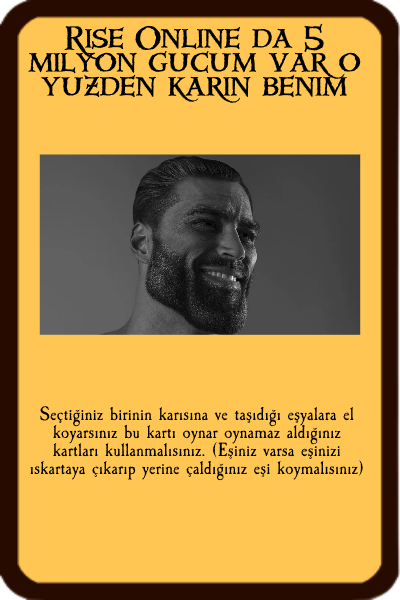 Rise Online da 5
milyon gucum var o
yuzden karin benim
Seçtiğiniz birinin karısına ve taşıdığı eşyalara el
koyarsınız bu kartı oynar oynamaz aldığınız
kartları kullanmalısınız. (Eşiniz varsa eşinizi
ıskartaya çıkarıp yerine çaldığınız eşi koymalısınız)